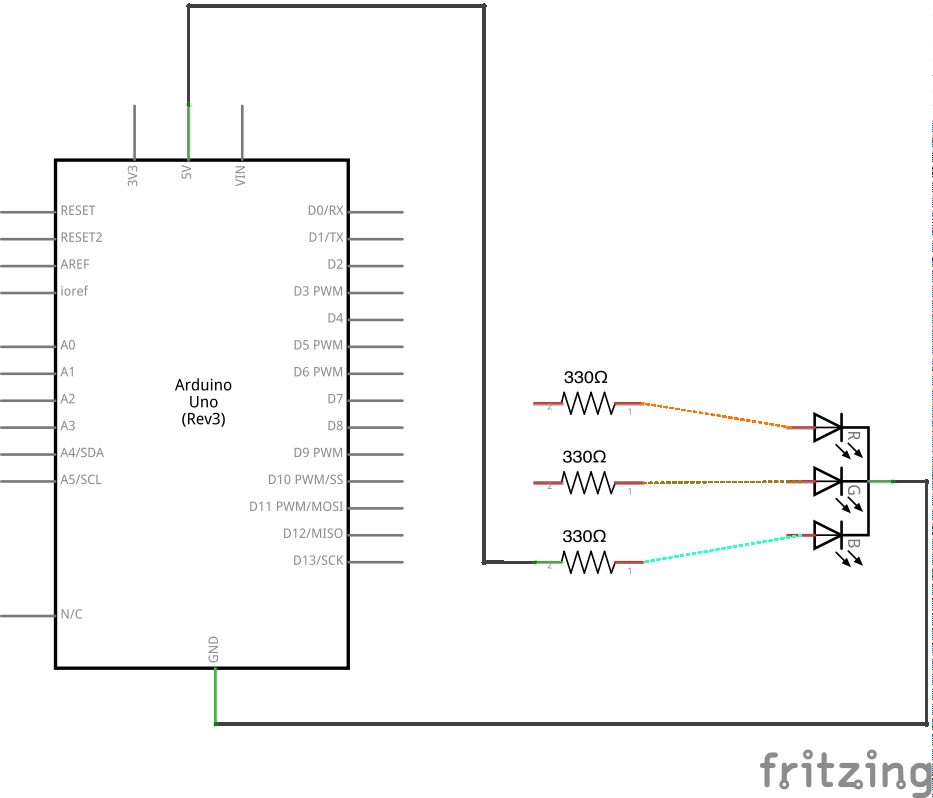 3V3
5V
VIN
RESET
RESET2
AREF
ioref
A0
A1
A2
A3
A4/SDA
A5/SCL
N/C
Arduino
Uno
(Rev3)
D0/RX
D1/TX
D2
D3 PWM
D4
D5 PWM
D6 PWM
D7
D8
D9 PWM
D10 PWM/SS
D11 PWM/MOSI
D12/MISO
D13/SCK
GND
330Ω
2
1
330Ω
2
1
330Ω
2
1
R
G
B
fritzing